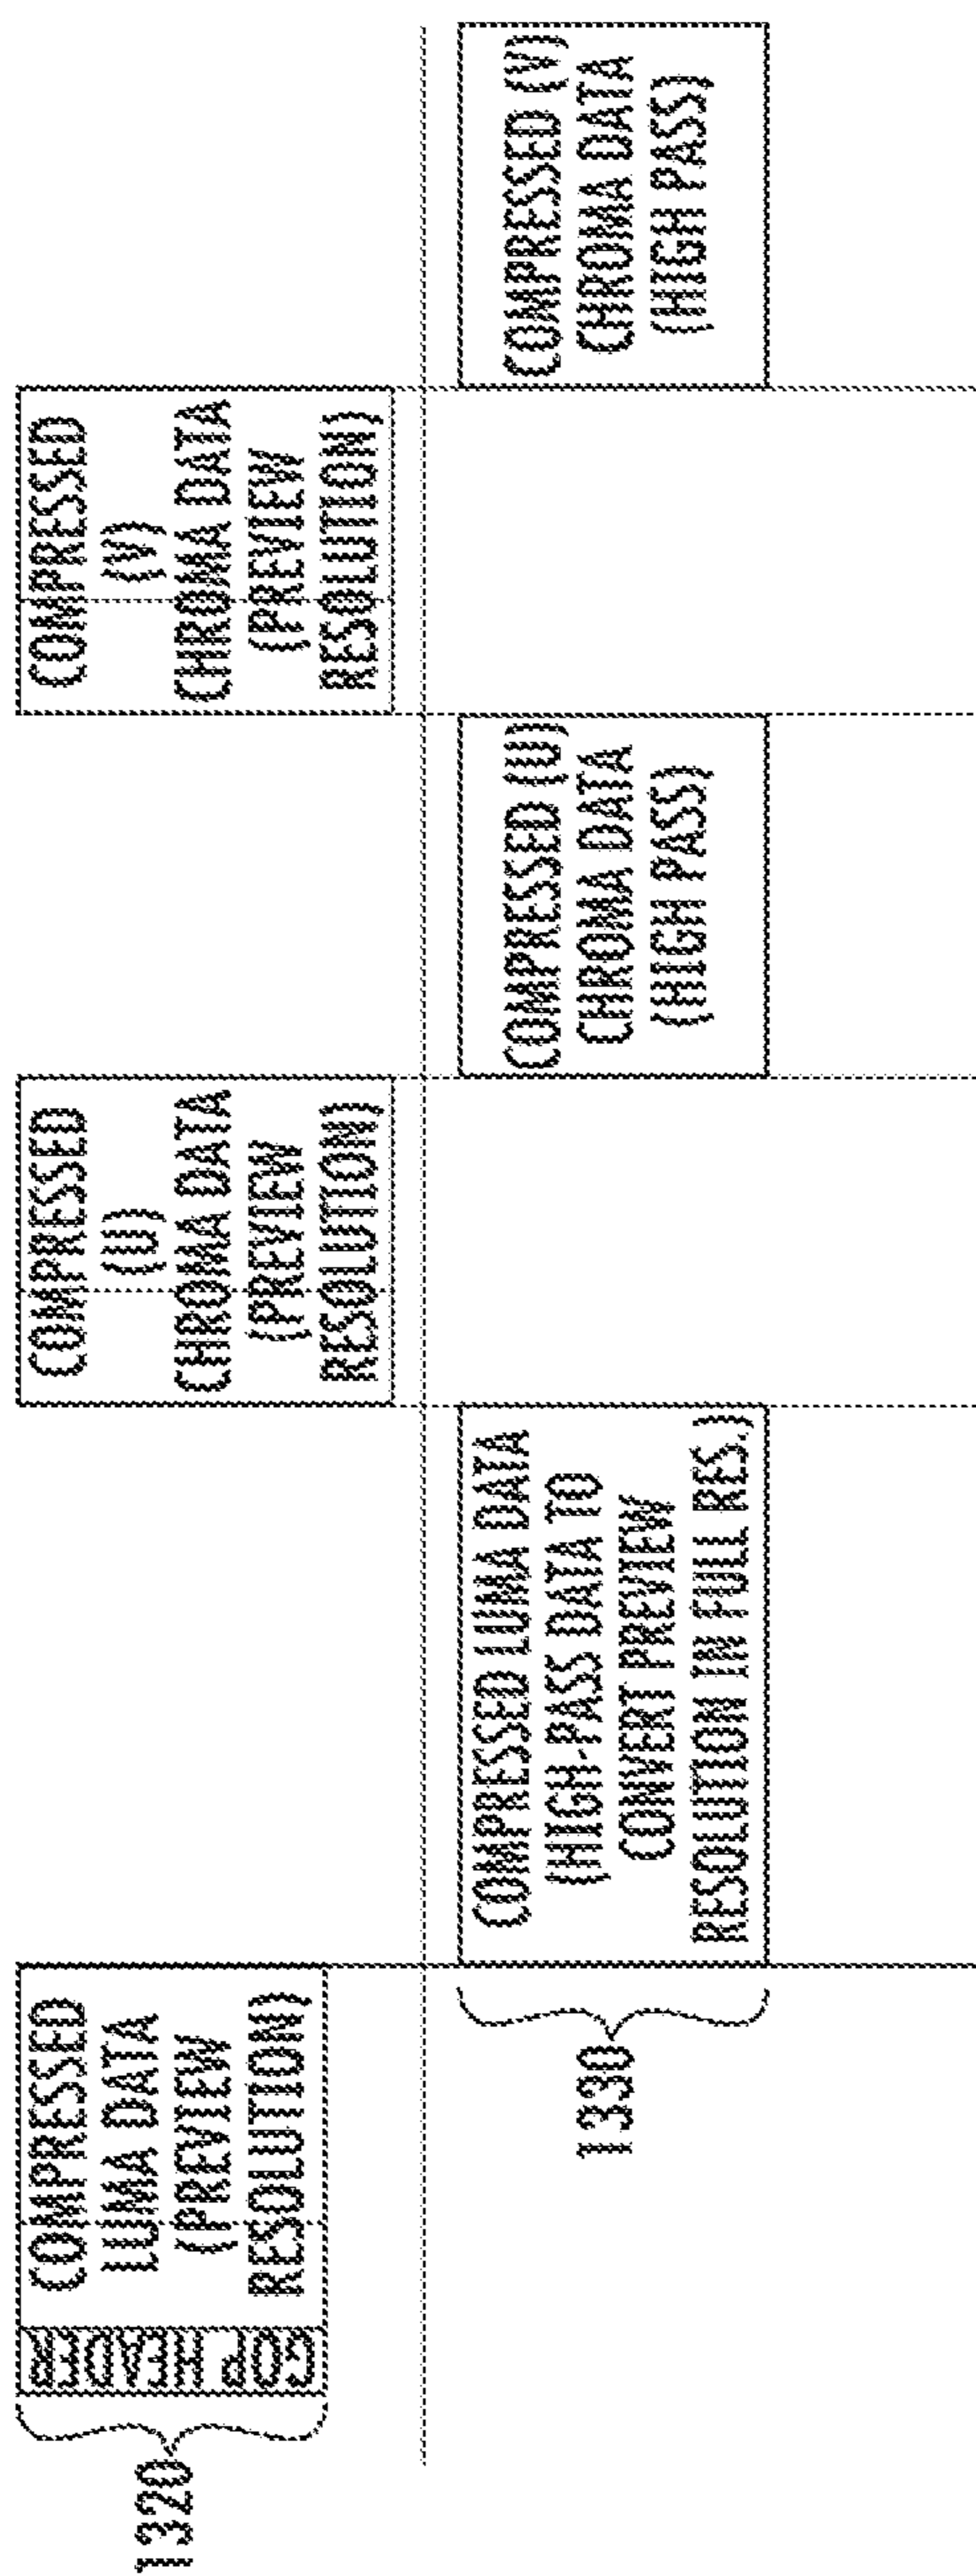 1320
GOP HEADER
COMPRESSED
LUMA DATA
(PREVIEW
RESOLUTION)
COMPRESSED
(U)
CHROMA DATA
(PREVIEW
RESOLUTION)
COMPRESSED
(V)
CHROMA DATA
(PREVIEW
RESOLUTION)
1330
COMPRESSED LUMA DATA
(HIGH-PASS DATA TO
CONVERT PREVIEW
RESOLUTION IN FULL RES.)
COMPRESSED (U)
CHROMA DATA
(HIGH PASS)
COMPRESSED (V)
CHROMA DATA
(HIGH PASS)